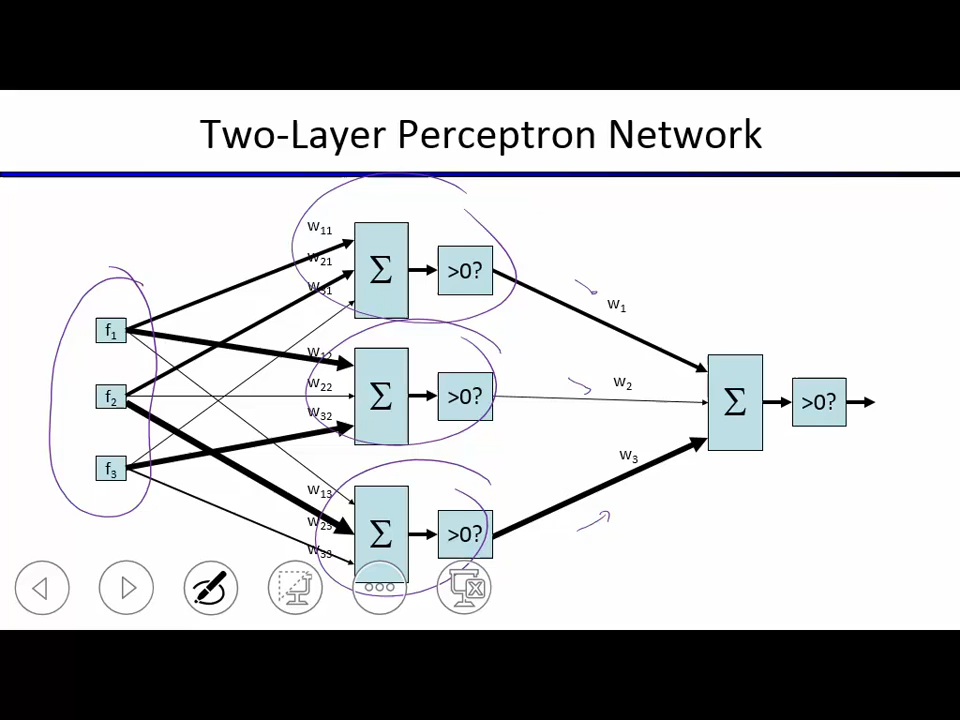 Two-Layer Perceptron Network
w₁₁
w₂₁
w₃₁
Σ
>0?
w₁
f₁
w₁₂
w₂₂
w₃₂
Σ
>0?
w₂
f₂
Σ
>0?
w₃
f₃
w₁₃
w₂₃
w₃₃
Σ
>0?